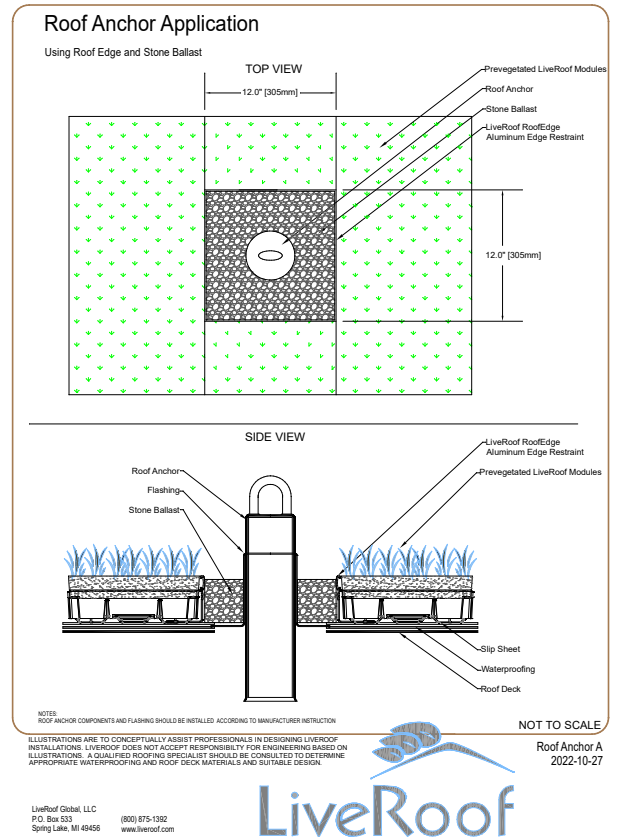 Roof Anchor Application
Using Roof Edge and Stone Ballast
TOP VIEW
12.0" [305mm]
Prevegetated LiveRoof Modules
Roof Anchor
Stone Ballast
LiveRoof RoofEdge
Aluminum Edge Restraint
12.0" [305mm]
SIDE VIEW
Roof Anchor
Flashing
Stone Ballast
LiveRoof RoofEdge
Aluminum Edge Restraint
Prevegetated LiveRoof Modules
Slip Sheet
Waterproofing
Roof Deck
NOTES:
ROOF ANCHOR COMPONENTS AND FLASHING SHOULD BE INSTALLED ACCORDING TO MANUFACTURER INSTRUCTION
NOT TO SCALE
ILLUSTRATIONS ARE TO CONCEPTUALLY ASSIST PROFESSIONALS IN DESIGNING LIVEROOF
INSTALLATIONS. LIVEROOF DOES NOT ACCEPT RESPONSIBILTY FOR ENGINEERING BASED ON
ILLUSTRATIONS. A QUALIFIED ROOFING SPECIALIST SHOULD BE CONSULTED TO DETERMINE
APPROPRIATE WATERPROOFING AND ROOF DECK MATERIALS AND SUITABLE DESIGN.
Roof Anchor A
2022-10-27
LiveRoof Global, LLC
P.O. Box 533
Spring Lake, MI 49456
(800) 875-1392
www.liveroof.com
LiveRoof